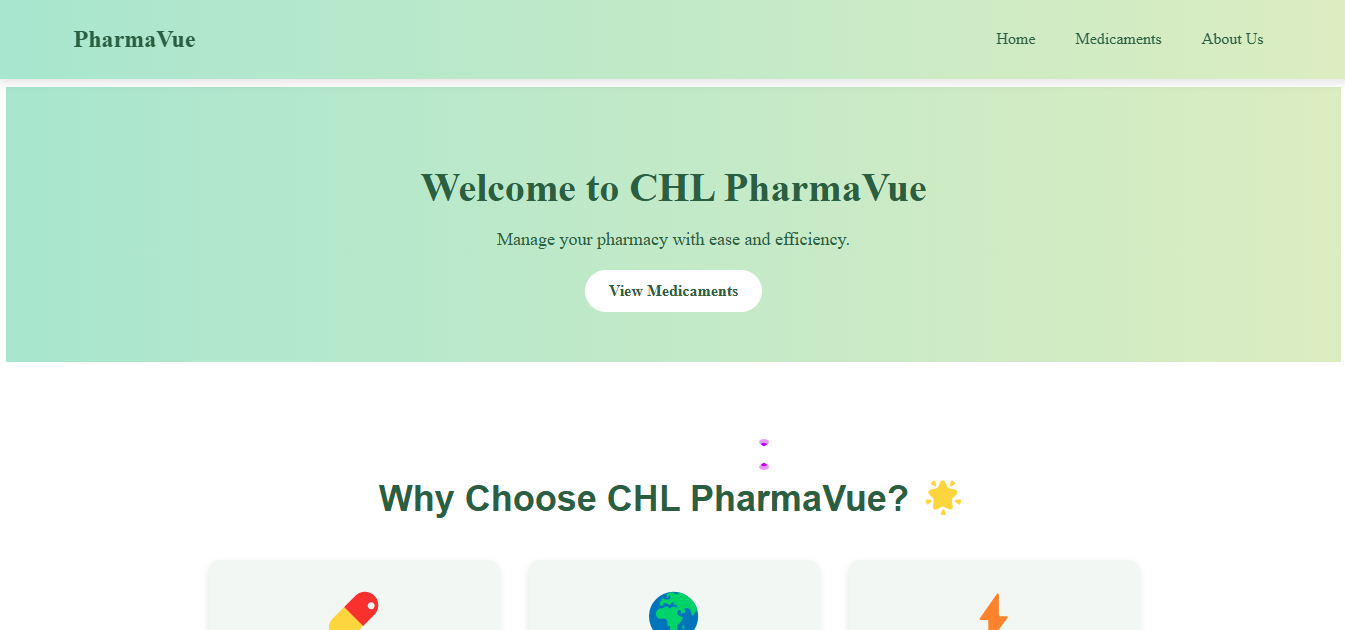 PharmaVue
Home
Medicaments
About Us
Welcome to CHL PharmaVue
Manage your pharmacy with ease and efficiency.
View Medicaments
Why Choose CHL PharmaVue? 🌟